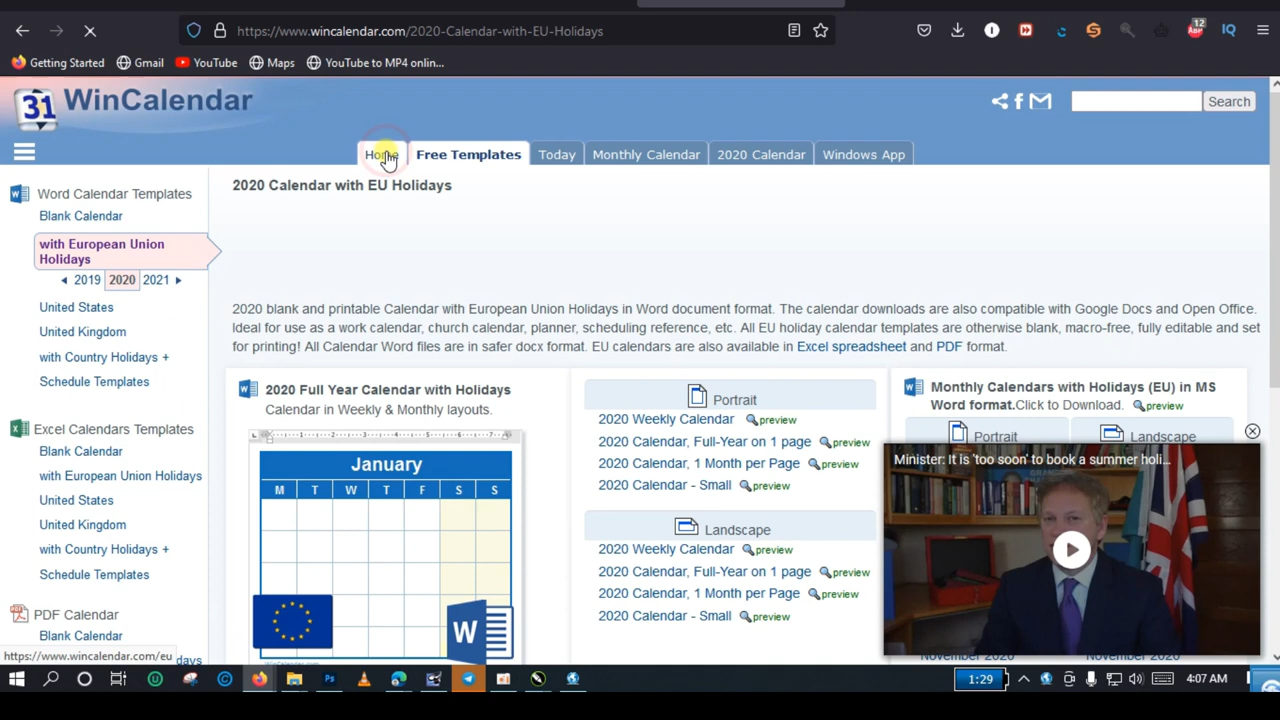 https://www.wincalendar.com/2020-Calendar-with-EU-Holidays
12
IQ
Getting Started
Gmail
YouTube
Maps
YouTube to MP4 onlin...
31
WinCalendar
Search
Home
Free Templates
Today
Monthly Calendar
2020 Calendar
Windows App
Word Calendar Templates
Blank Calendar
with European Union
Holidays
2019 2020 2021
United States
United Kingdom
with Country Holidays +
Schedule Templates
Excel Calendars Templates
Blank Calendar
with European Union Holidays
United States
United Kingdom
with Country Holidays +
Schedule Templates
PDF Calendar
Blank Calendar
https://www.wincalendar.com/eu
2020 Calendar with EU Holidays
2020 blank and printable Calendar with European Union Holidays in Word document format. The calendar downloads are also compatible with Google Docs and Open Office.
Ideal for use as a work calendar, church calendar, planner, scheduling reference, etc. All EU holiday calendar templates are otherwise blank, macro-free, fully editable and set
for printing! All Calendar Word files are in safer docx format. EU calendars are also available in Excel spreadsheet and PDF format.
2020 Full Year Calendar with Holidays
Calendar in Weekly & Monthly layouts.
January
M T W T F S S
W
WinCalendar.com
Portrait
2020 Weekly Calendar preview
2020 Calendar, Full-Year on 1 page preview
2020 Calendar, 1 Month per Page preview
2020 Calendar - Small preview
Landscape
2020 Weekly Calendar preview
2020 Calendar, Full-Year on 1 page preview
2020 Calendar, 1 Month per Page preview
2020 Calendar - Small preview
Monthly Calendars with Holidays (EU) in MS
Word format.Click to Download. preview
Portrait
Landscape
Minister: It is 'too soon' to book a summer holi...
November 2020
November 2020
1:29
4:07 AM